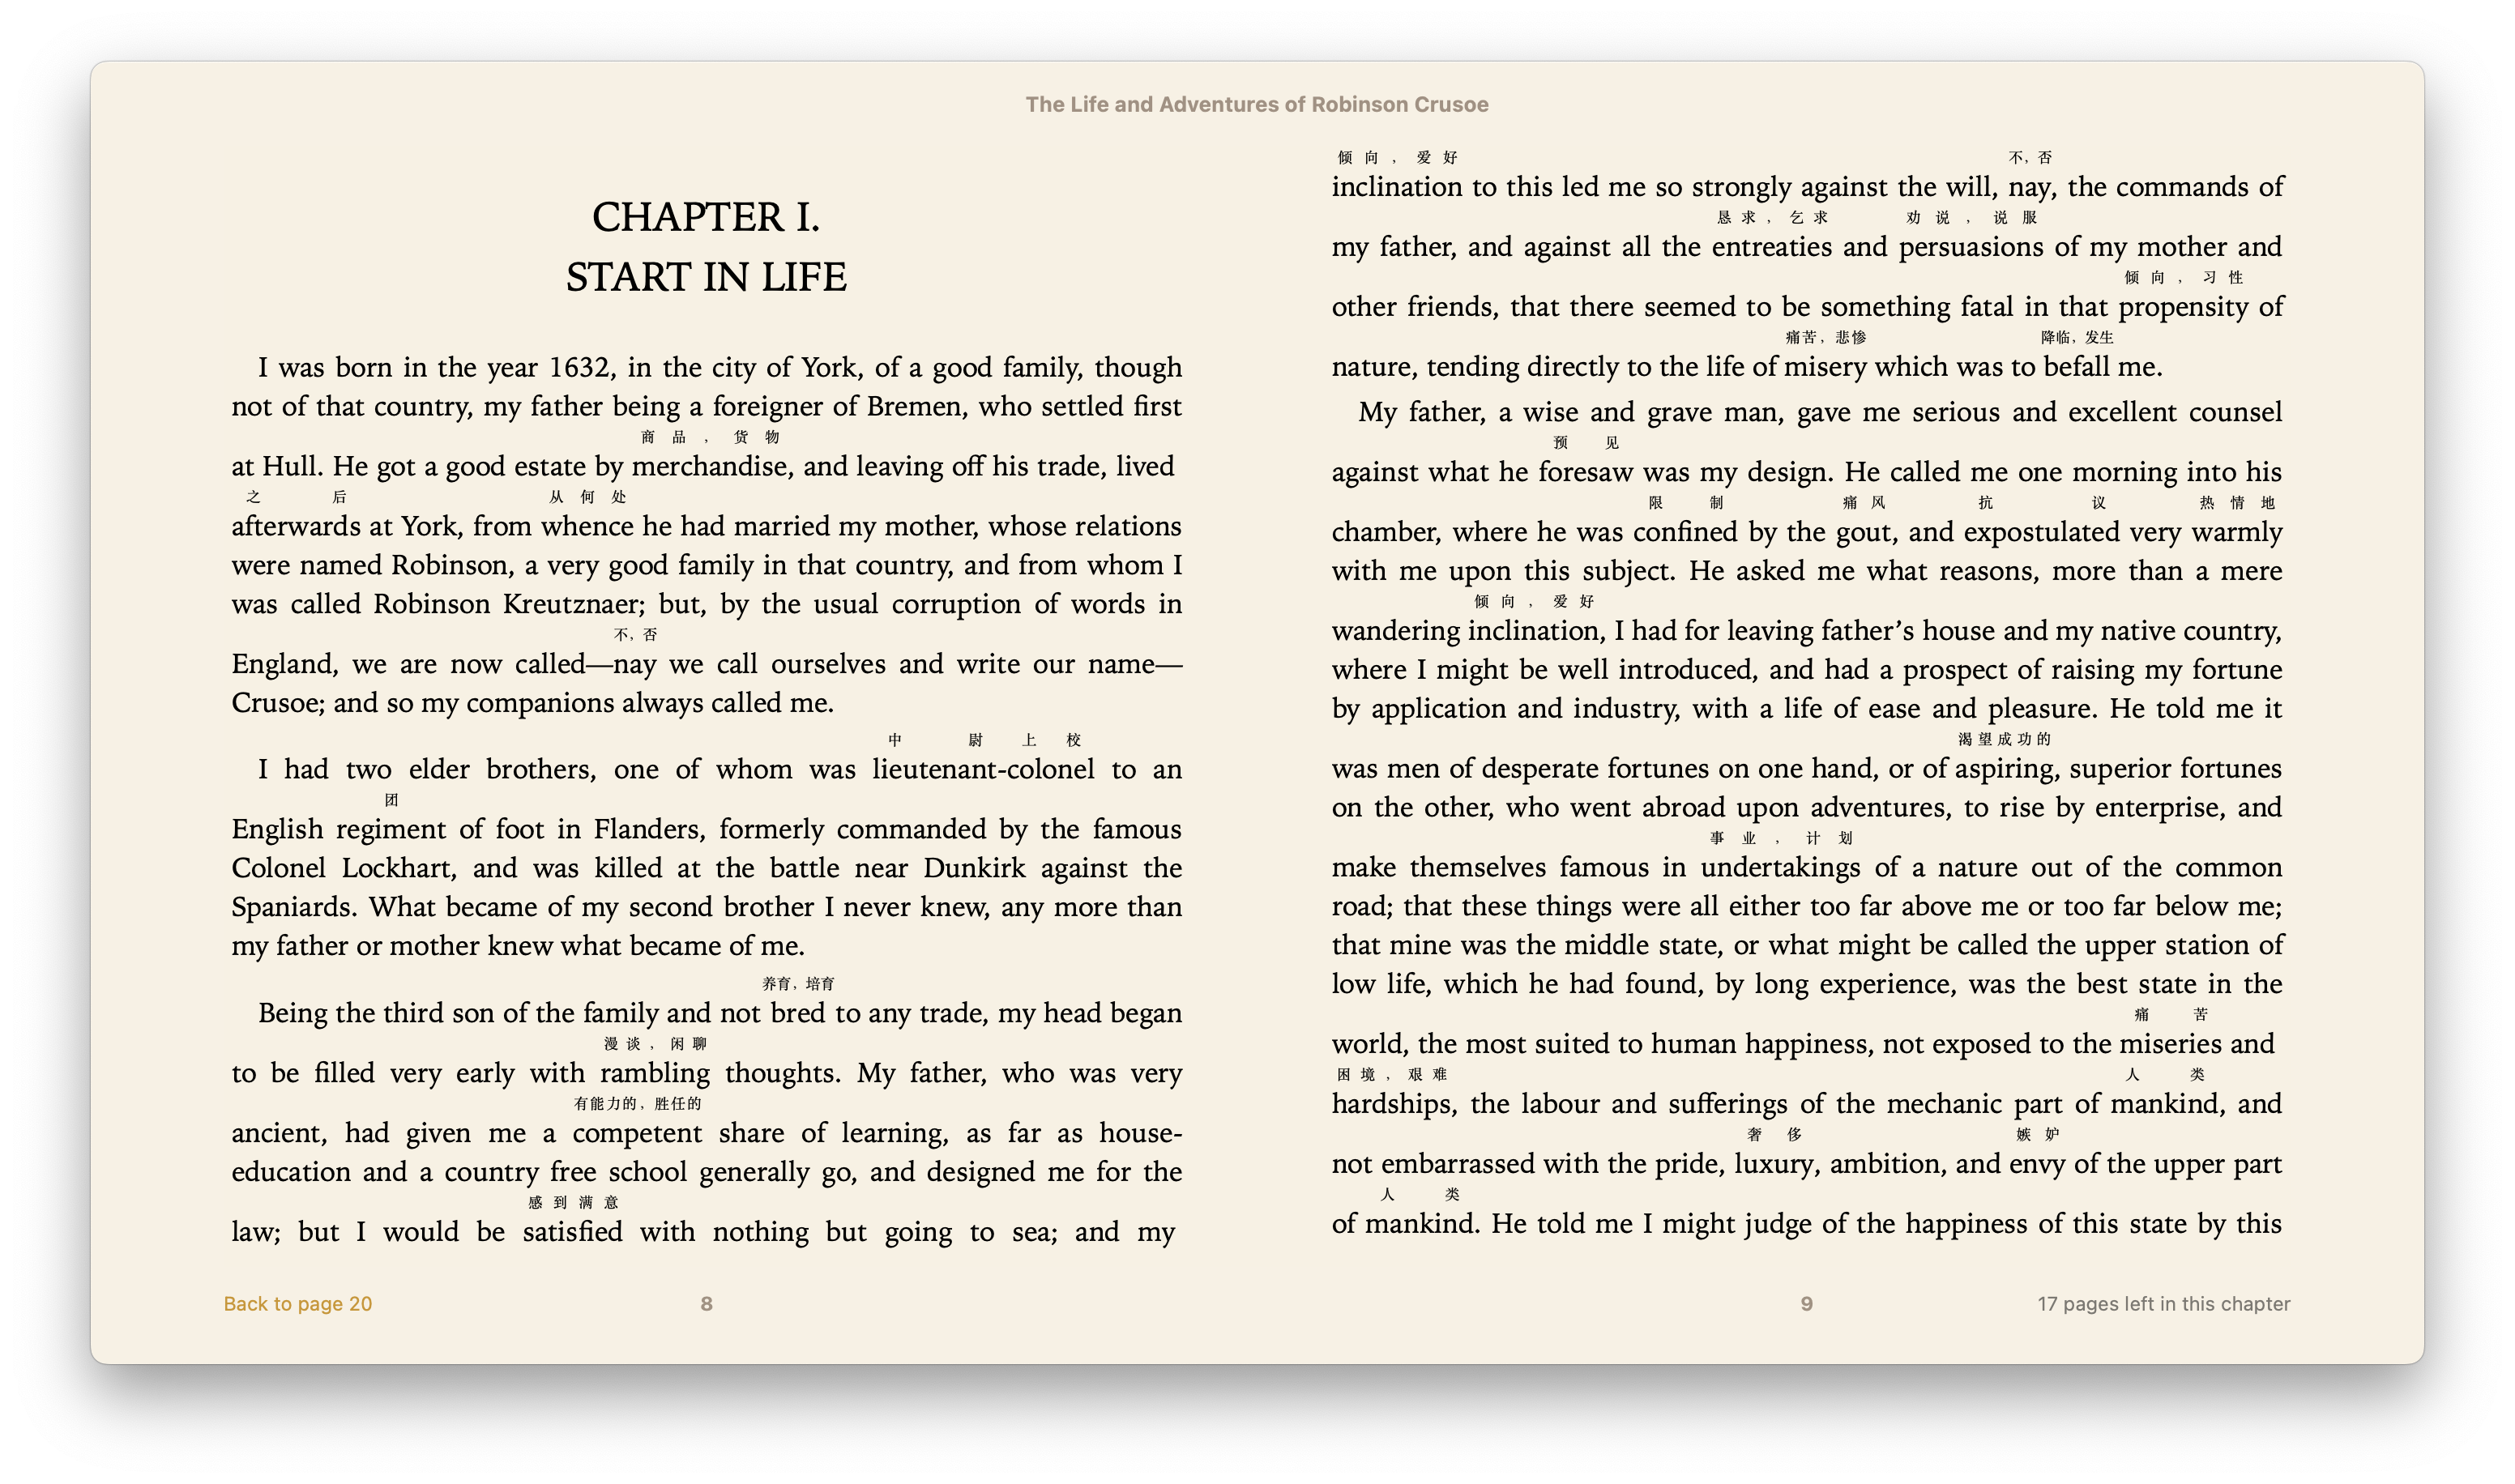 The Life and Adventures of Robinson Crusoe
CHAPTER I.
START IN LIFE
I was born in the year 1632, in the city of York, of a good family, though
not of that country, my father being a foreigner of Bremen, who settled first
商品，货物
at Hull. He got a good estate by merchandise, and leaving off his trade, lived
之后 从何处
afterwards at York, from whence he had married my mother, whose relations
were named Robinson, a very good family in that country, and from whom I
was called Robinson Kreutznaer; but, by the usual corruption of words in
不，否
England, we are now called—nay we call ourselves and write our name—
Crusoe; and so my companions always called me.
中尉上校
I had two elder brothers, one of whom was lieutenant-colonel to an
团
English regiment of foot in Flanders, formerly commanded by the famous
Colonel Lockhart, and was killed at the battle near Dunkirk against the
Spaniards. What became of my second brother I never knew, any more than
my father or mother knew what became of me.
养育，培育
Being the third son of the family and not bred to any trade, my head began
漫谈，闲聊
to be filled very early with rambling thoughts. My father, who was very
有能力的，胜任的
ancient, had given me a competent share of learning, as far as house-
education and a country free school generally go, and designed me for the
感到满意
law; but I would be satisfied with nothing but going to sea; and my
Back to page 20
8
倾向，爱好 不，否
inclination to this led me so strongly against the will, nay, the commands of
恳求，乞求 劝说，说服
my father, and against all the entreaties and persuasions of my mother and
倾向，习性
other friends, that there seemed to be something fatal in that propensity of
痛苦，悲惨 降临，发生
nature, tending directly to the life of misery which was to befall me.
My father, a wise and grave man, gave me serious and excellent counsel
预见
against what he foresaw was my design. He called me one morning into his
限制 痛风 抗议 热情地
chamber, where he was confined by the gout, and expostulated very warmly
with me upon this subject. He asked me what reasons, more than a mere
倾向，爱好
wandering inclination, I had for leaving father’s house and my native country,
where I might be well introduced, and had a prospect of raising my fortune
by application and industry, with a life of ease and pleasure. He told me it
渴望成功的
was men of desperate fortunes on one hand, or of aspiring, superior fortunes
on the other, who went abroad upon adventures, to rise by enterprise, and
事业，计划
make themselves famous in undertakings of a nature out of the common
road; that these things were all either too far above me or too far below me;
that mine was the middle state, or what might be called the upper station of
low life, which he had found, by long experience, was the best state in the
痛苦
world, the most suited to human happiness, not exposed to the miseries and
困境，艰难 人类
hardships, the labour and sufferings of the mechanic part of mankind, and
奢侈 嫉妒
not embarrassed with the pride, luxury, ambition, and envy of the upper part
人类
of mankind. He told me I might judge of the happiness of this state by this
9
17 pages left in this chapter